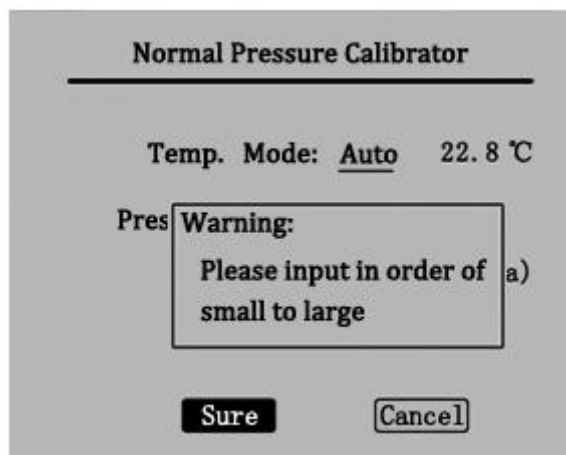 Normal Pressure Calibrator
Temp. Mode: Auto 22.8 ℃
Pres
Warning:
Please input in order of
a)
small to large
Sure
Cancel